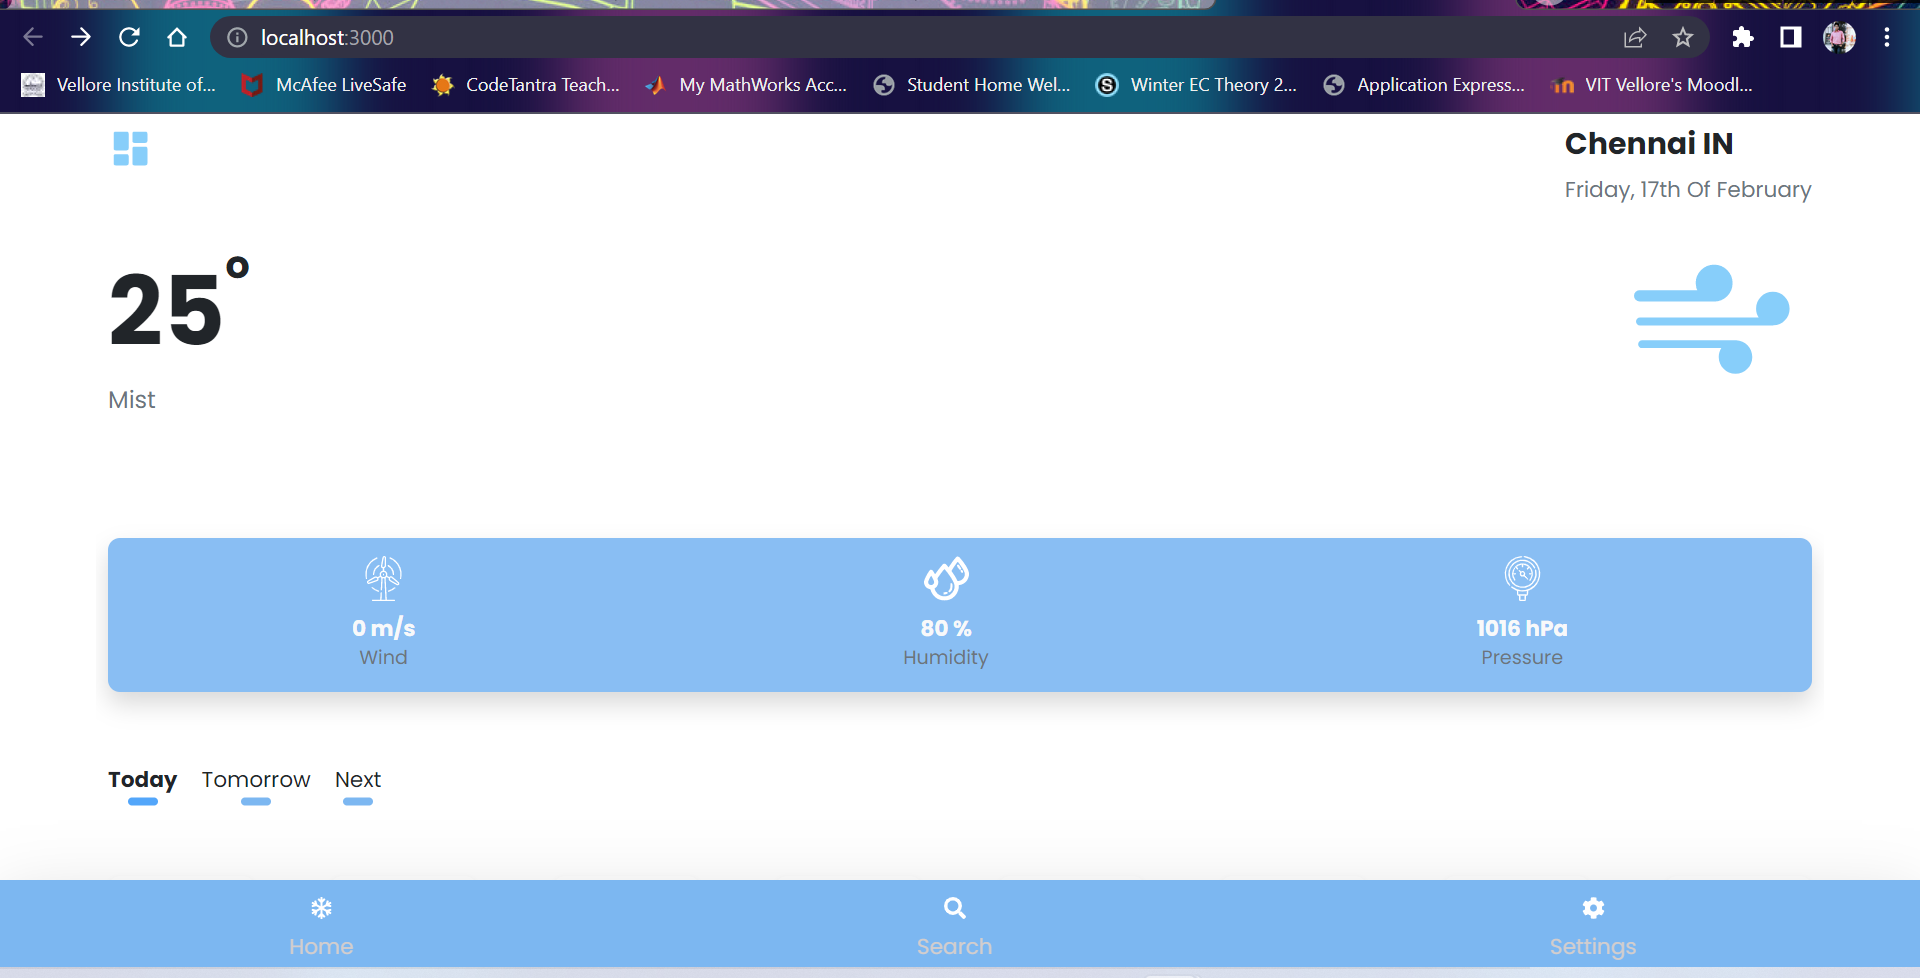 localhost:3000
Vellore Institute of... McAfee LiveSafe CodeTantra Teach... My MathWorks Acc... Student Home Wel... Winter EC Theory 2... Application Express... VIT Vellore's Moodl...
Chennai IN
Friday, 17th Of February
25°
Mist
0 m/s 80 % 1016 hPa
Wind Humidity Pressure
Today Tomorrow Next
Home Search Settings